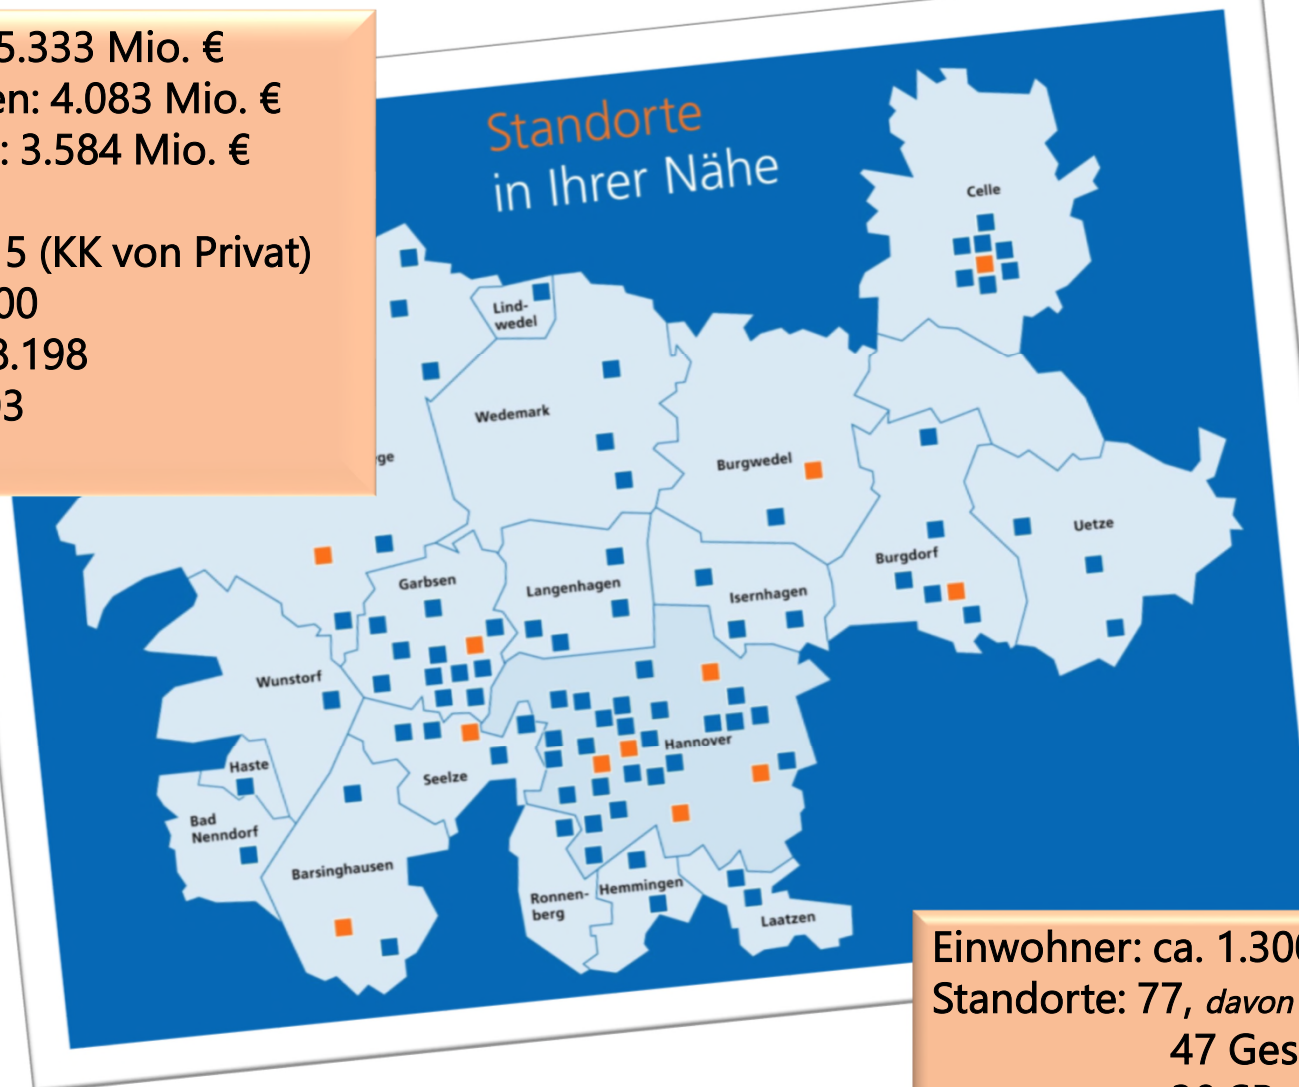 5.333 Mio. €
en: 4.083 Mio. €
: 3.584 Mio. €
5 (KK von Privat)
00
3.198
03
Standorte
in Ihrer Nähe
Celle
Lind-
wedel
Wedemark
ge
Burgwedel
Uetze
Burgdorf
Garbsen
Langenhagen
Isernhagen
Wunstorf
Hannover
Haste
Seelze
Bad
Nenndorf
Barsinghausen
Ronnen-
berg
Hemmingen
Laatzen
Einwohner: ca. 1.300
Standorte: 77, davon
47 Ges